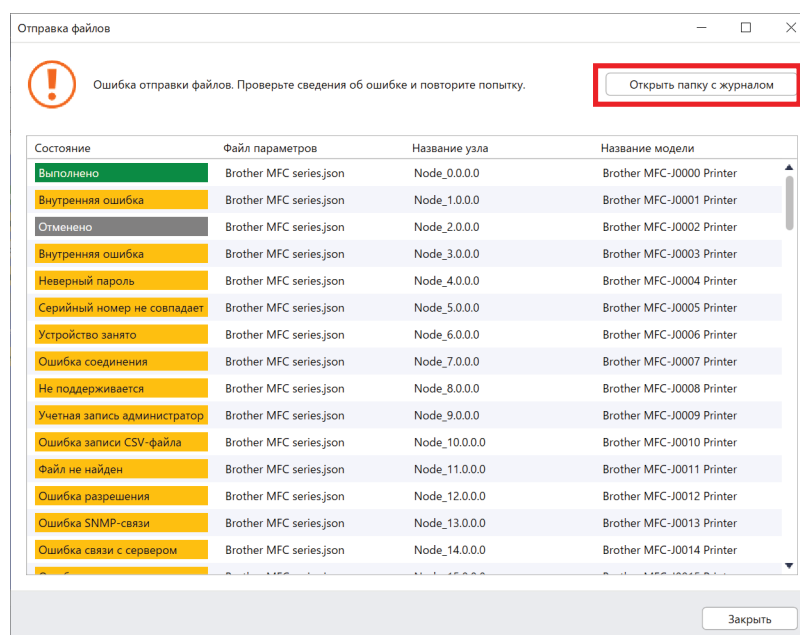 Отправка файлов
Ошибка отправки файлов. Проверьте сведения об ошибке и повторите попытку.
Открыть папку с журналом
Состояние Файл параметров Название узла Название модели
Выполнено Brother MFC series.json Node_0.0.0.0 Brother MFC-J0000 Printer
Внутренняя ошибка Brother MFC series.json Node_1.0.0.0 Brother MFC-J0001 Printer
Отменено Brother MFC series.json Node_2.0.0.0 Brother MFC-J0002 Printer
Внутренняя ошибка Brother MFC series.json Node_3.0.0.0 Brother MFC-J0003 Printer
Неверный пароль Brother MFC series.json Node_4.0.0.0 Brother MFC-J0004 Printer
Серийный номер не совпадает Brother MFC series.json Node_5.0.0.0 Brother MFC-J0005 Printer
Устройство занято Brother MFC series.json Node_6.0.0.0 Brother MFC-J0006 Printer
Ошибка соединения Brother MFC series.json Node_7.0.0.0 Brother MFC-J0007 Printer
Не поддерживается Brother MFC series.json Node_8.0.0.0 Brother MFC-J0008 Printer
Учетная запись администратор Brother MFC series.json Node_9.0.0.0 Brother MFC-J0009 Printer
Ошибка записи CSV-файла Brother MFC series.json Node_10.0.0.0 Brother MFC-J0010 Printer
Файл не найден Brother MFC series.json Node_11.0.0.0 Brother MFC-J0011 Printer
Ошибка разрешения Brother MFC series.json Node_12.0.0.0 Brother MFC-J0012 Printer
Ошибка SNMP-связи Brother MFC series.json Node_13.0.0.0 Brother MFC-J0013 Printer
Ошибка связи с сервером Brother MFC series.json Node_14.0.0.0 Brother MFC-J0014 Printer
Закрыть